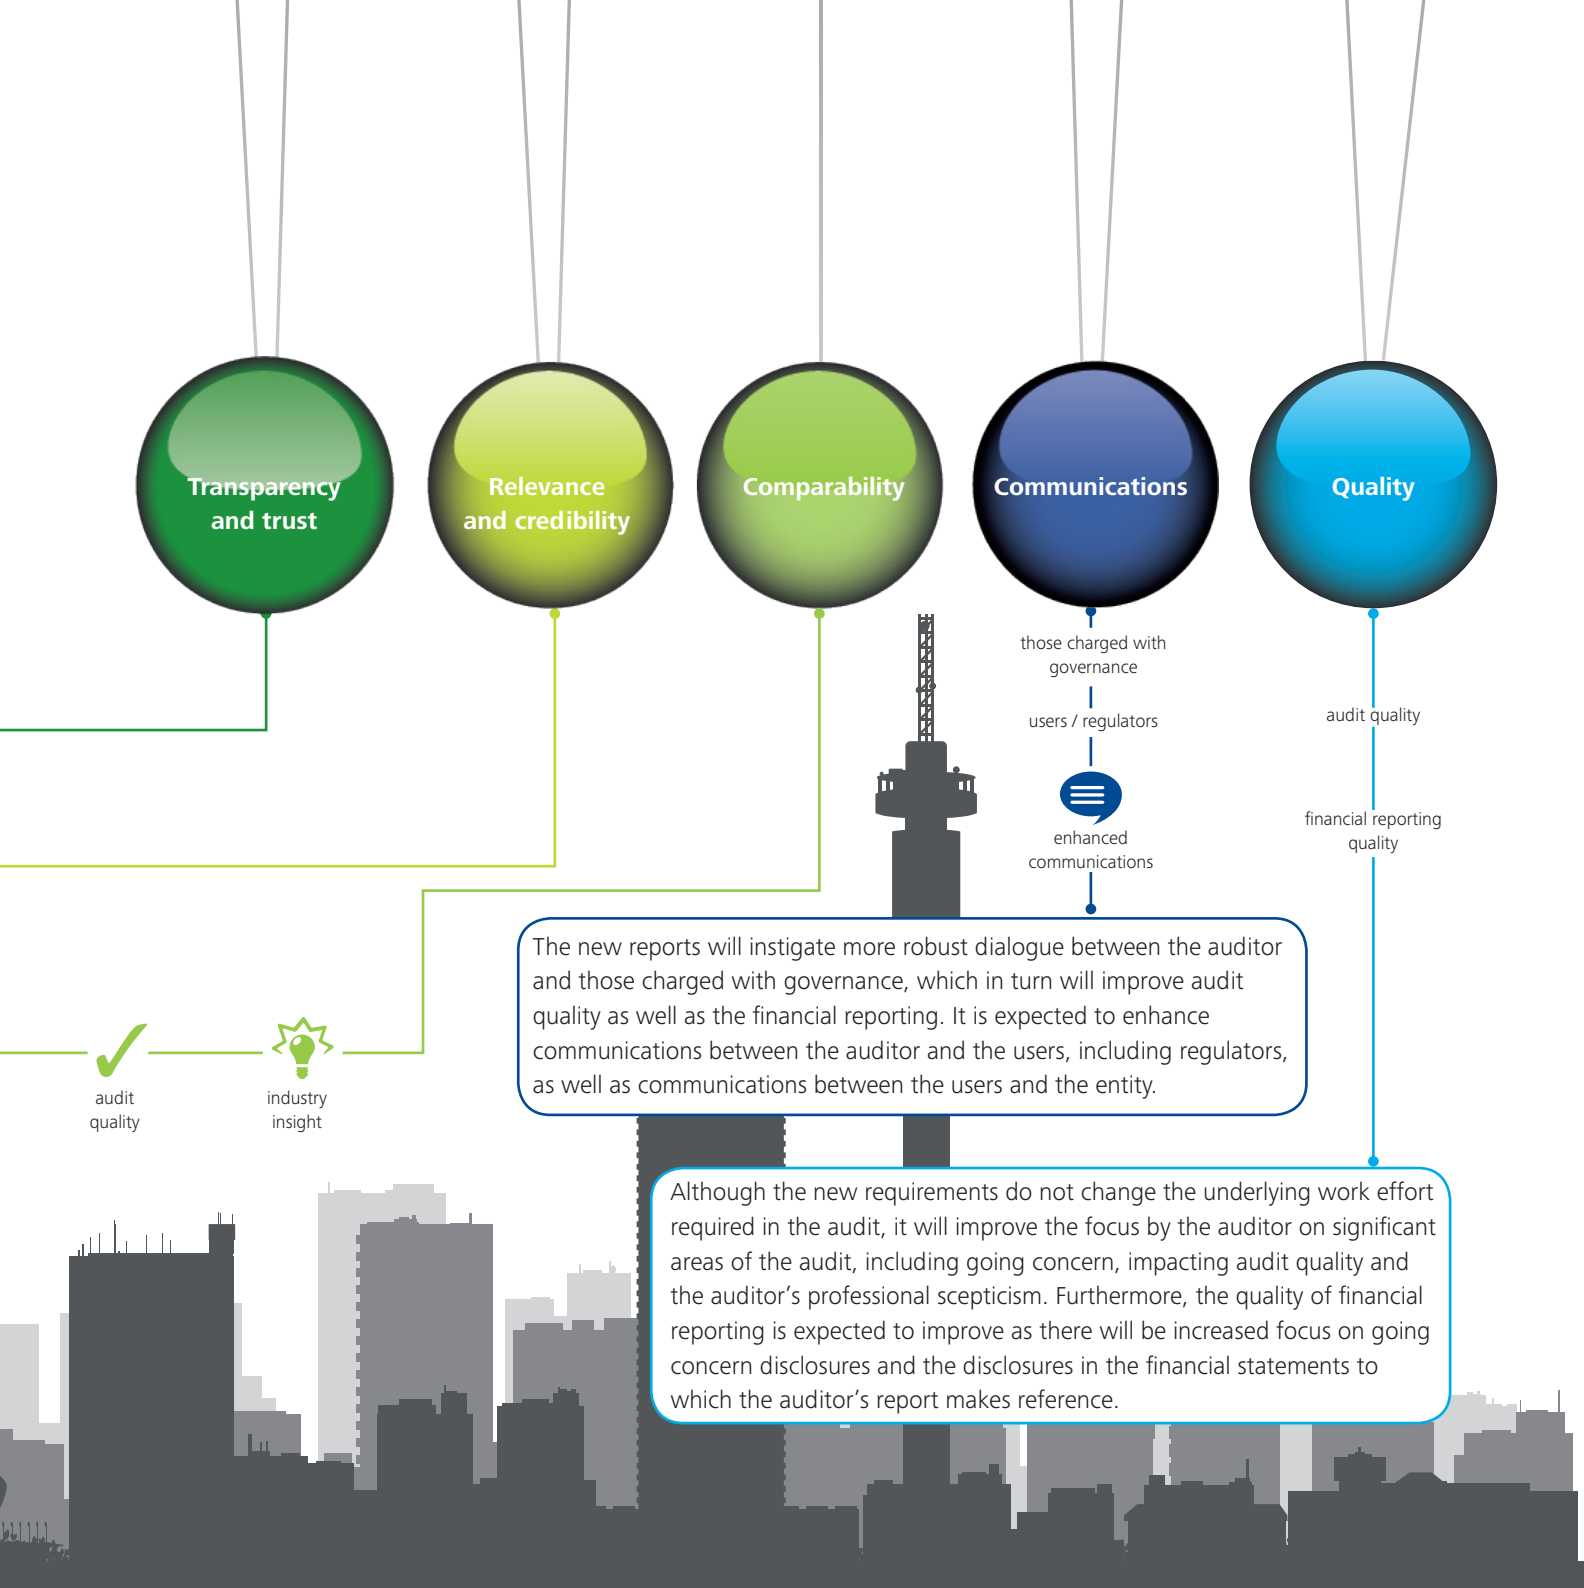 Transparency
and trust
Relevance
and credibility
Comparability
Communications
Quality
those charged with
governance
users / regulators
enhanced
communications
audit quality
financial reporting
quality
audit
quality
industry
insight
The new reports will instigate more robust dialogue between the auditor
and those charged with governance, which in turn will improve audit
quality as well as the financial reporting. It is expected to enhance
communications between the auditor and the users, including regulators,
as well as communications between the users and the entity.
Although the new requirements do not change the underlying work effort
required in the audit, it will improve the focus by the auditor on significant
areas of the audit, including going concern, impacting audit quality and
the auditor’s professional scepticism. Furthermore, the quality of financial
reporting is expected to improve as there will be increased focus on going
concern disclosures and the disclosures in the financial statements to
which the auditor’s report makes reference.